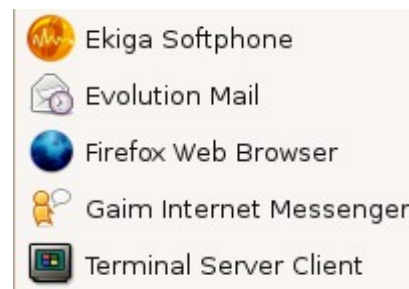 Ekiga Softphone
Evolution Mail
Firefox Web Browser
Gaim Internet Messenger
Terminal Server Client